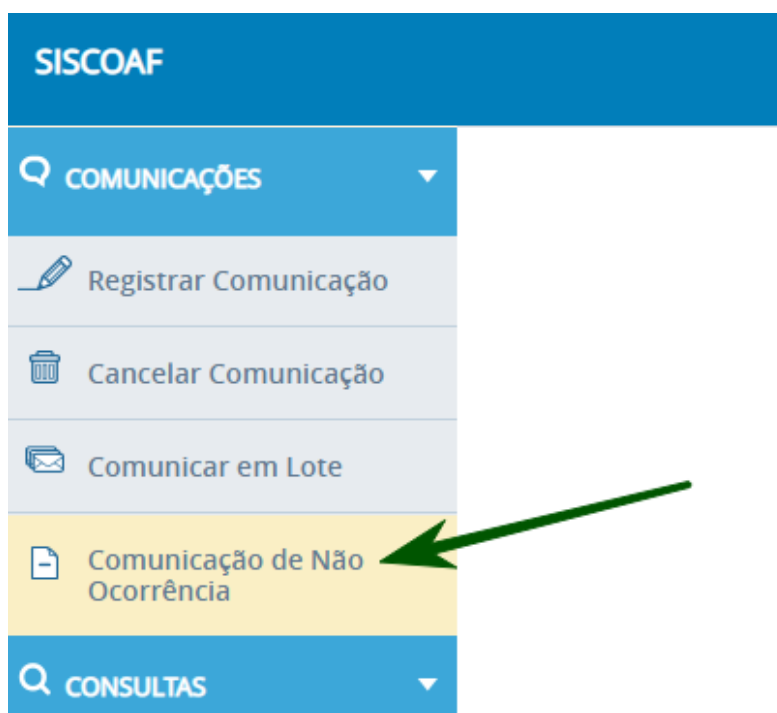 SISCOAF
COMUNICAÇÕES
Registrar Comunicação
Cancelar Comunicação
Comunicar em Lote
Comunicação de Não
Ocorrência
CONSULTAS